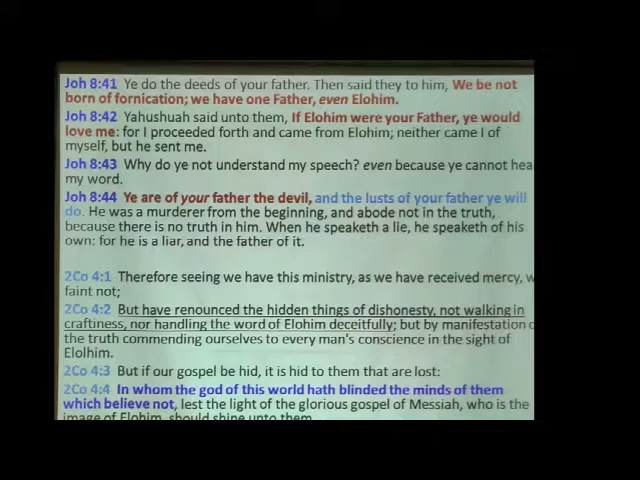 Joh 8:41 Ye do the deeds of your father. Then said they to him, We be not
born of fornication; we have one Father, even Elohim.
Joh 8:42 Yahushuah said unto them, If Elohim were your Father, ye would
love me: for I proceeded forth and came from Elohim; neither came I of
myself, but he sent me.
Joh 8:43 Why do ye not understand my speech? even because ye cannot hea
my word.
Joh 8:44 Ye are of your father the devil, and the lusts of your father ye will
do. He was a murderer from the beginning, and abode not in the truth,
because there is no truth in him. When he speaketh a lie, he speaketh of his
own: for he is a liar, and the father of it.
2Co 4:1 Therefore seeing we have this ministry, as we have received mercy, w
faint not;
2Co 4:2 But have renounced the hidden things of dishonesty, not walking in
craftiness, nor handling the word of Elohim deceitfully; but by manifestation o
the truth commending ourselves to every man's conscience in the sight of
Elolhim.
2Co 4:3 But if our gospel be hid, it is hid to them that are lost:
2Co 4:4 In whom the god of this world hath blinded the minds of them
which believe not, lest the light of the glorious gospel of Messiah, who is the
image of Elohim, should shine unto them.